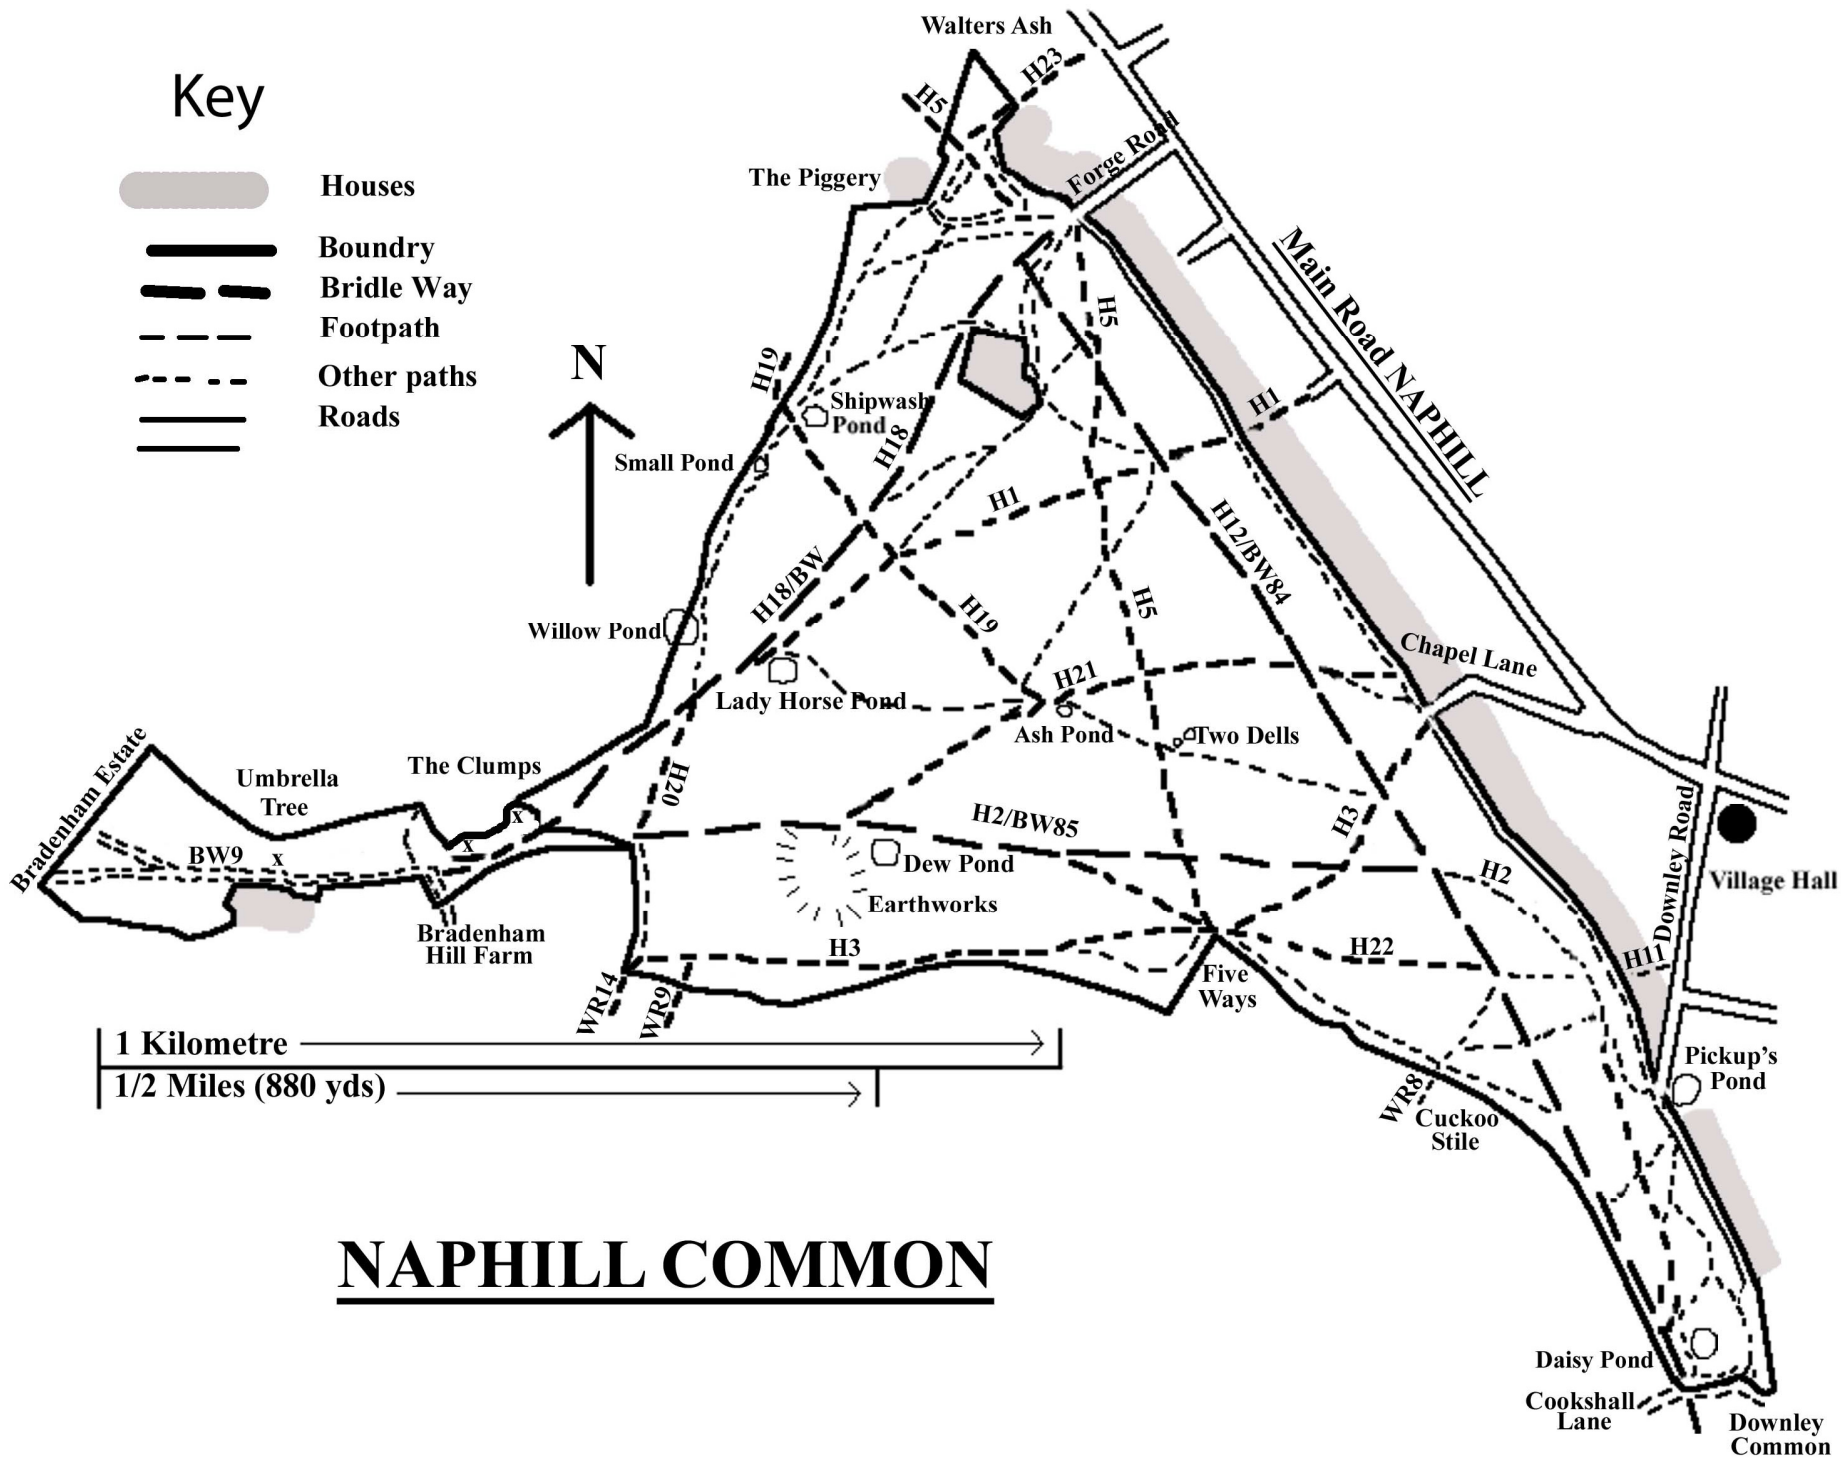 Walters Ash
H23
H5
Key
Forge Road
The Piggery
Houses
Boundry
Bridle Way
Footpath
Other paths
Roads
Main Road NAPHILL
N
H5
H19
H1
Shipwash
Pond
H18
Small Pond
H1
H12/BW84
H18/BW
H19
H5
Willow Pond
Chapel Lane
H21
Lady Horse Pond
Ash Pond
Two Dells
Bradenham Estate
Umbrella
Tree
The Clumps
H20
x
x
x
BW9
H2/BW85
H3
Downley Road
Village Hall
Dew Pond
H2
Earthworks
Bradenham
Hill Farm
H3
H22
H11
Five
Ways
WR14
WR9
1 Kilometre
1/2 Miles (880 yds)
Pickup’s
Pond
WR8
Cuckoo
Stile
NAPHILL COMMON
Daisy Pond
Cookshall
Lane
Downley
Common